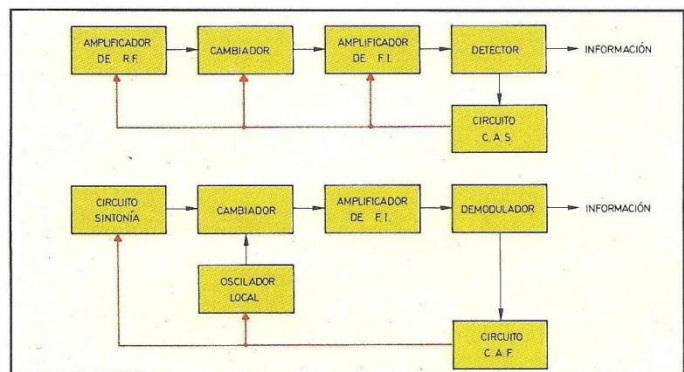 AMPLIFICADOR
DE R.F.
CAMBIADOR
AMPLIFICADOR
DE F.I.
DETECTOR
INFORMACIÓN
CIRCUITO
C.A.S.
CIRCUITO
SINTONÍA
CAMBIADOR
AMPLIFICADOR
DE F.I.
DEMODULADOR
INFORMACIÓN
OSCILADOR
LOCAL
CIRCUITO
C.A.F.